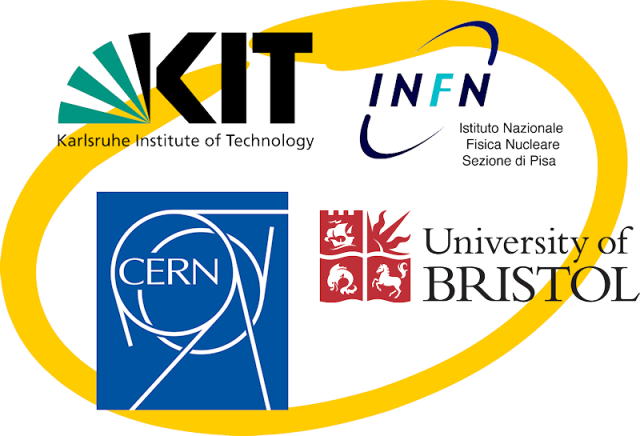 KIT
Karlsruhe Institute of Technology
INFN
Istituto Nazionale
Fisica Nucleare
Sezione di Pisa
CERN
University of
BRISTOL